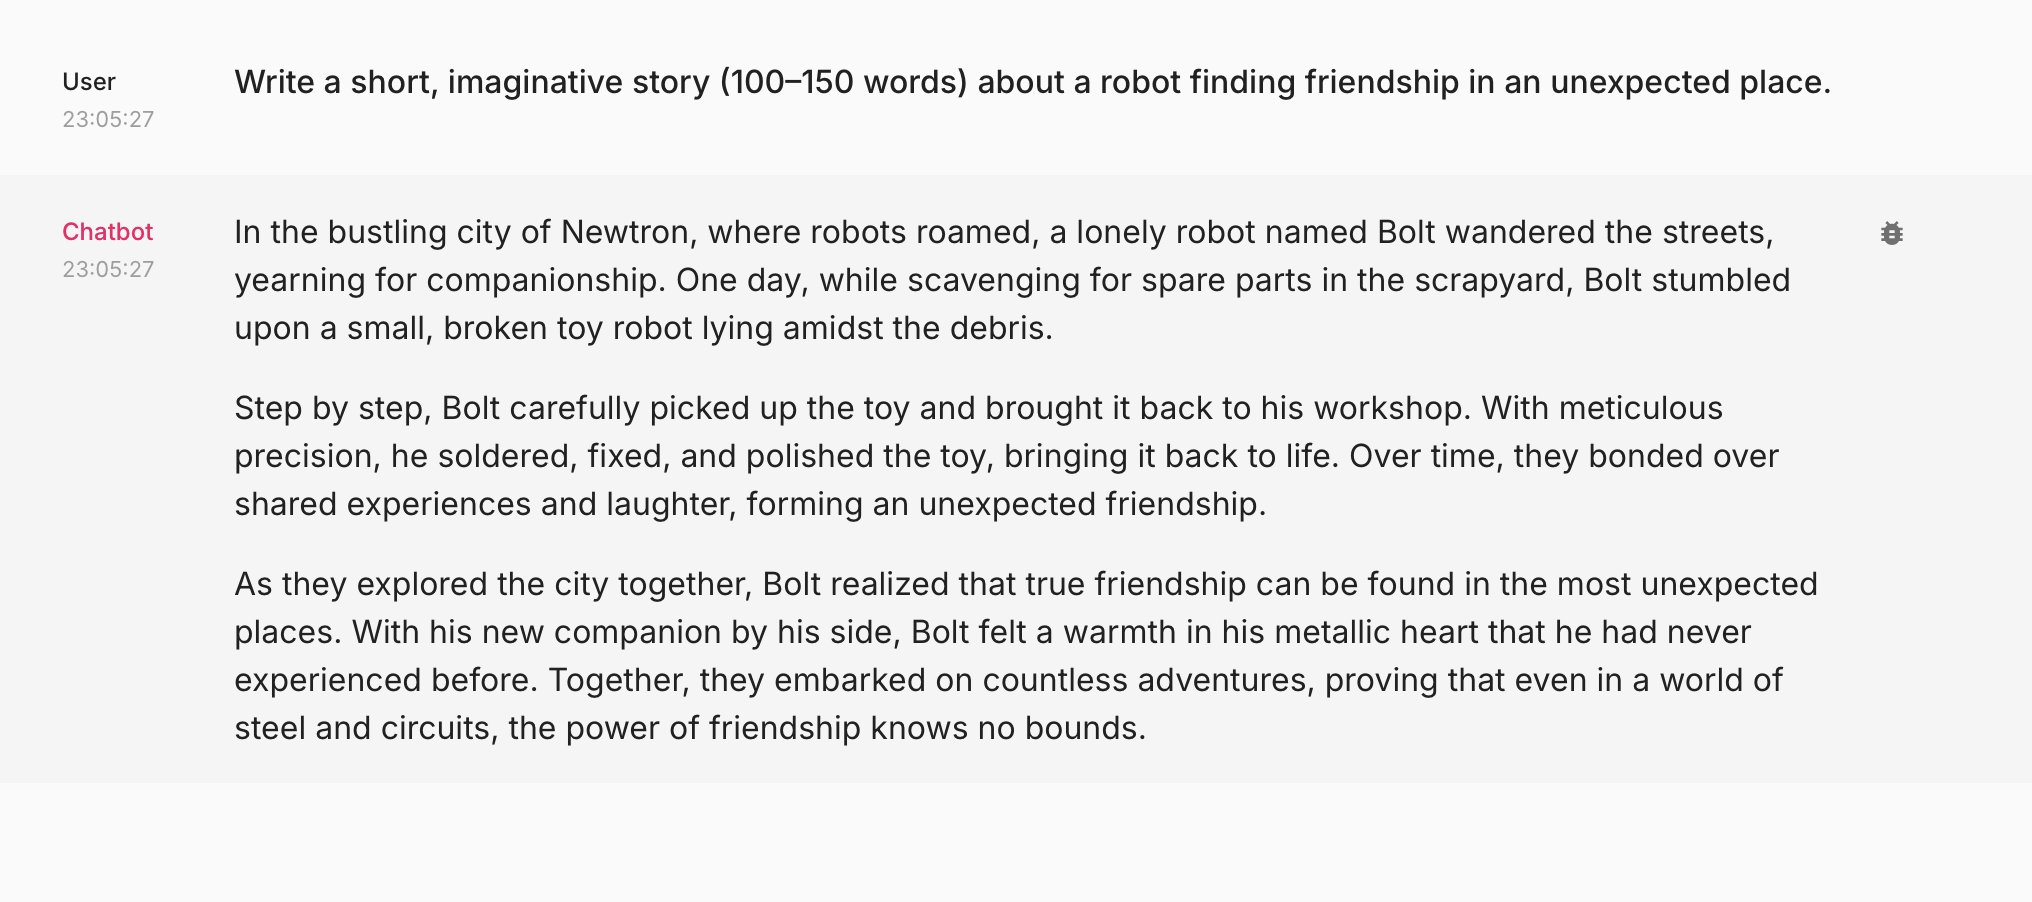 User
23:05:27
Write a short, imaginative story (100–150 words) about a robot finding friendship in an unexpected place.
Chatbot
23:05:27
In the bustling city of Newtron, where robots roamed, a lonely robot named Bolt wandered the streets,
yearning for companionship. One day, while scavenging for spare parts in the scrapyard, Bolt stumbled
upon a small, broken toy robot lying amidst the debris.
Step by step, Bolt carefully picked up the toy and brought it back to his workshop. With meticulous
precision, he soldered, fixed, and polished the toy, bringing it back to life. Over time, they bonded over
shared experiences and laughter, forming an unexpected friendship.
As they explored the city together, Bolt realized that true friendship can be found in the most unexpected
places. With his new companion by his side, Bolt felt a warmth in his metallic heart that he had never
experienced before. Together, they embarked on countless adventures, proving that even in a world of
steel and circuits, the power of friendship knows no bounds.